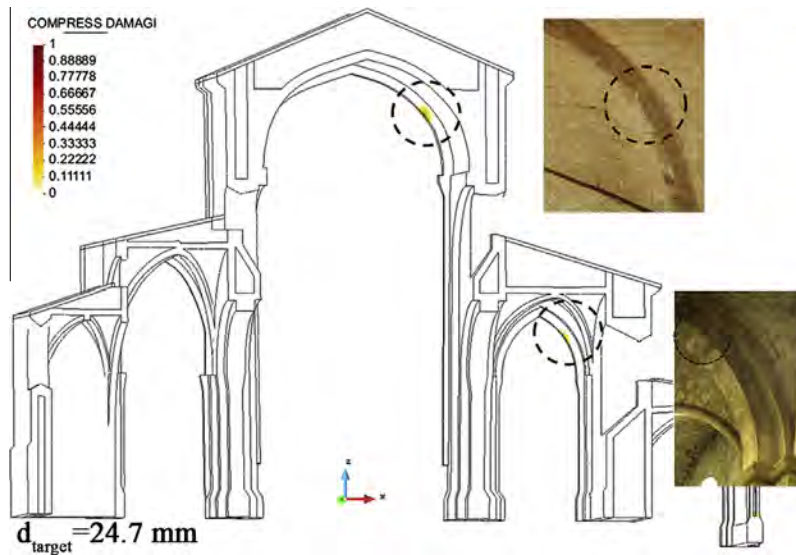 COMPRESS DAMAGI
1
0.88889
0.77778
0.66667
0.55556
0.44444
0.33333
0.22222
0.11111
0
z
x
d_target=24.7 mm